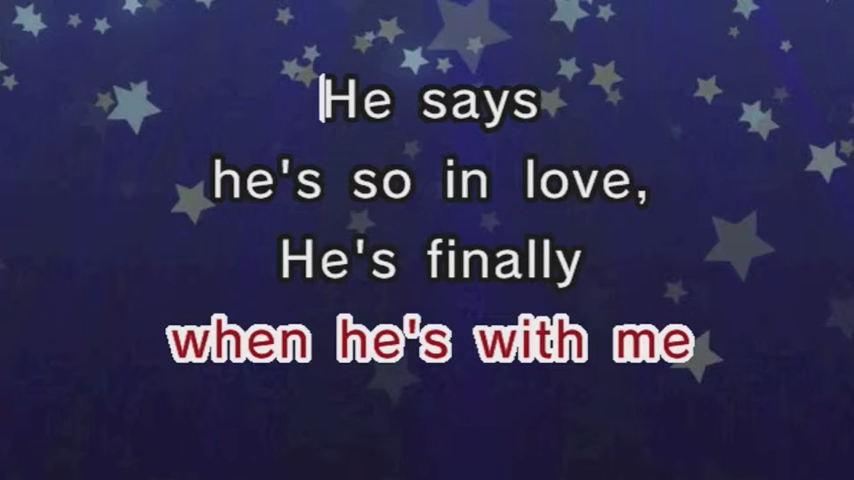 He says
he's so in love,
He's finally
when he's with me